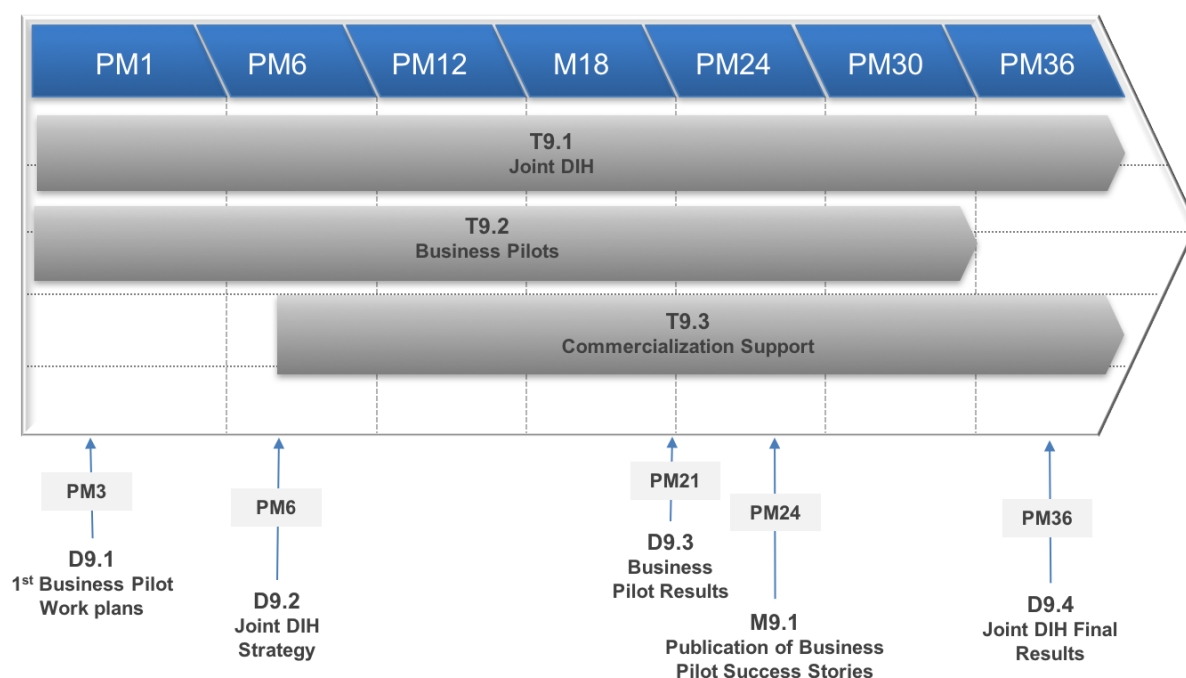 PM1 PM6 PM12 M18 PM24 PM30 PM36
T9.1
Joint DIH
T9.2
Business Pilots
T9.3
Commercialization Support
PM3
D9.1
1st Business Pilot
Work plans
PM6
D9.2
Joint DIH
Strategy
PM21
D9.3
Business
Pilot Results
PM24
M9.1
Publication of Business
Pilot Success Stories
PM36
D9.4
Joint DIH Final
Results